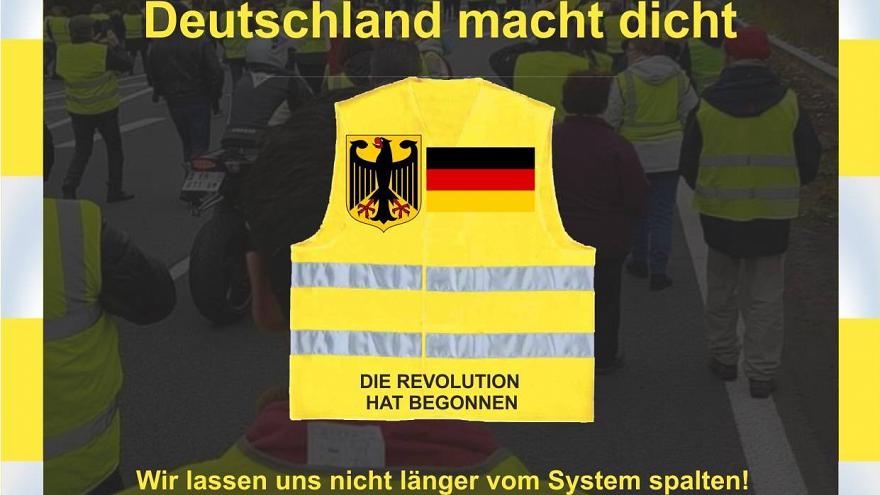 Deutschland macht dicht
DIE REVOLUTION
HAT BEGONNEN
Wir lassen uns nicht länger vom System spalten!